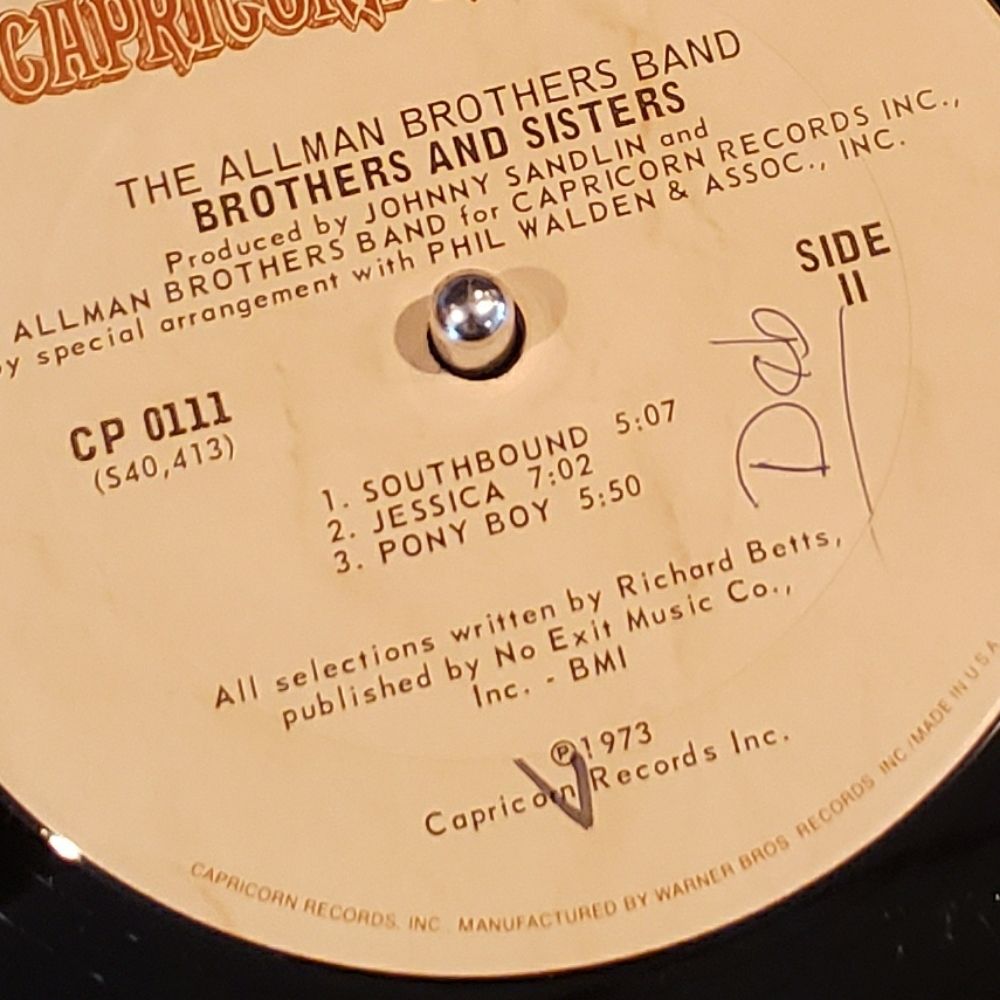 CAPRICORN
THE ALLMAN BROTHERS BAND
BROTHERS AND SISTERS
Produced by JOHNNY SANDLIN and
ALLMAN BROTHERS BAND for CAPRICORN RECORDS INC.,
by special arrangement with PHIL WALDEN & ASSOC., INC.
SIDE
II
Deb
CP 0111
(S40,413)
1. SOUTHBOUND 5:07
2. JESSICA 7:02
3. PONY BOY 5:50
All selections written by Richard Betts,
published by No Exit Music Co.,
Inc. - BMI
℗1973
V
Capricorn Records Inc.
CAPRICORN RECORDS, INC MANUFACTURED BY WARNER BROS RECORDS INC /MADE IN U.S.A.